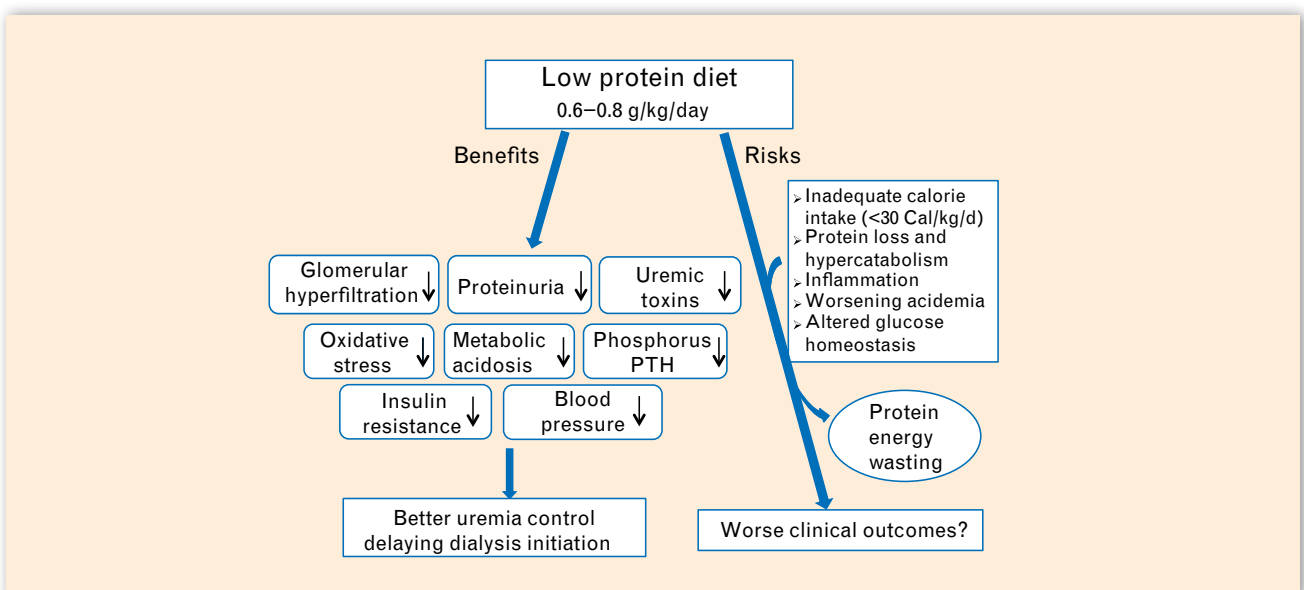 Low protein diet
0.6–0.8 g/kg/day
Benefits
Risks
➢Inadequate calorie
intake (<30 Cal/kg/d)
➢Protein loss and
hypercatabolism
➢Inflammation
➢Worsening acidemia
➢Altered glucose
homeostasis
Glomerular
hyperfiltration ↓
Proteinuria ↓
Uremic
toxins ↓
Oxidative
stress ↓
Metabolic
acidosis ↓
Phosphorus
PTH ↓
Insulin
resistance ↓
Blood
pressure ↓
Protein
energy
wasting
Better uremia control
delaying dialysis initiation
Worse clinical outcomes?